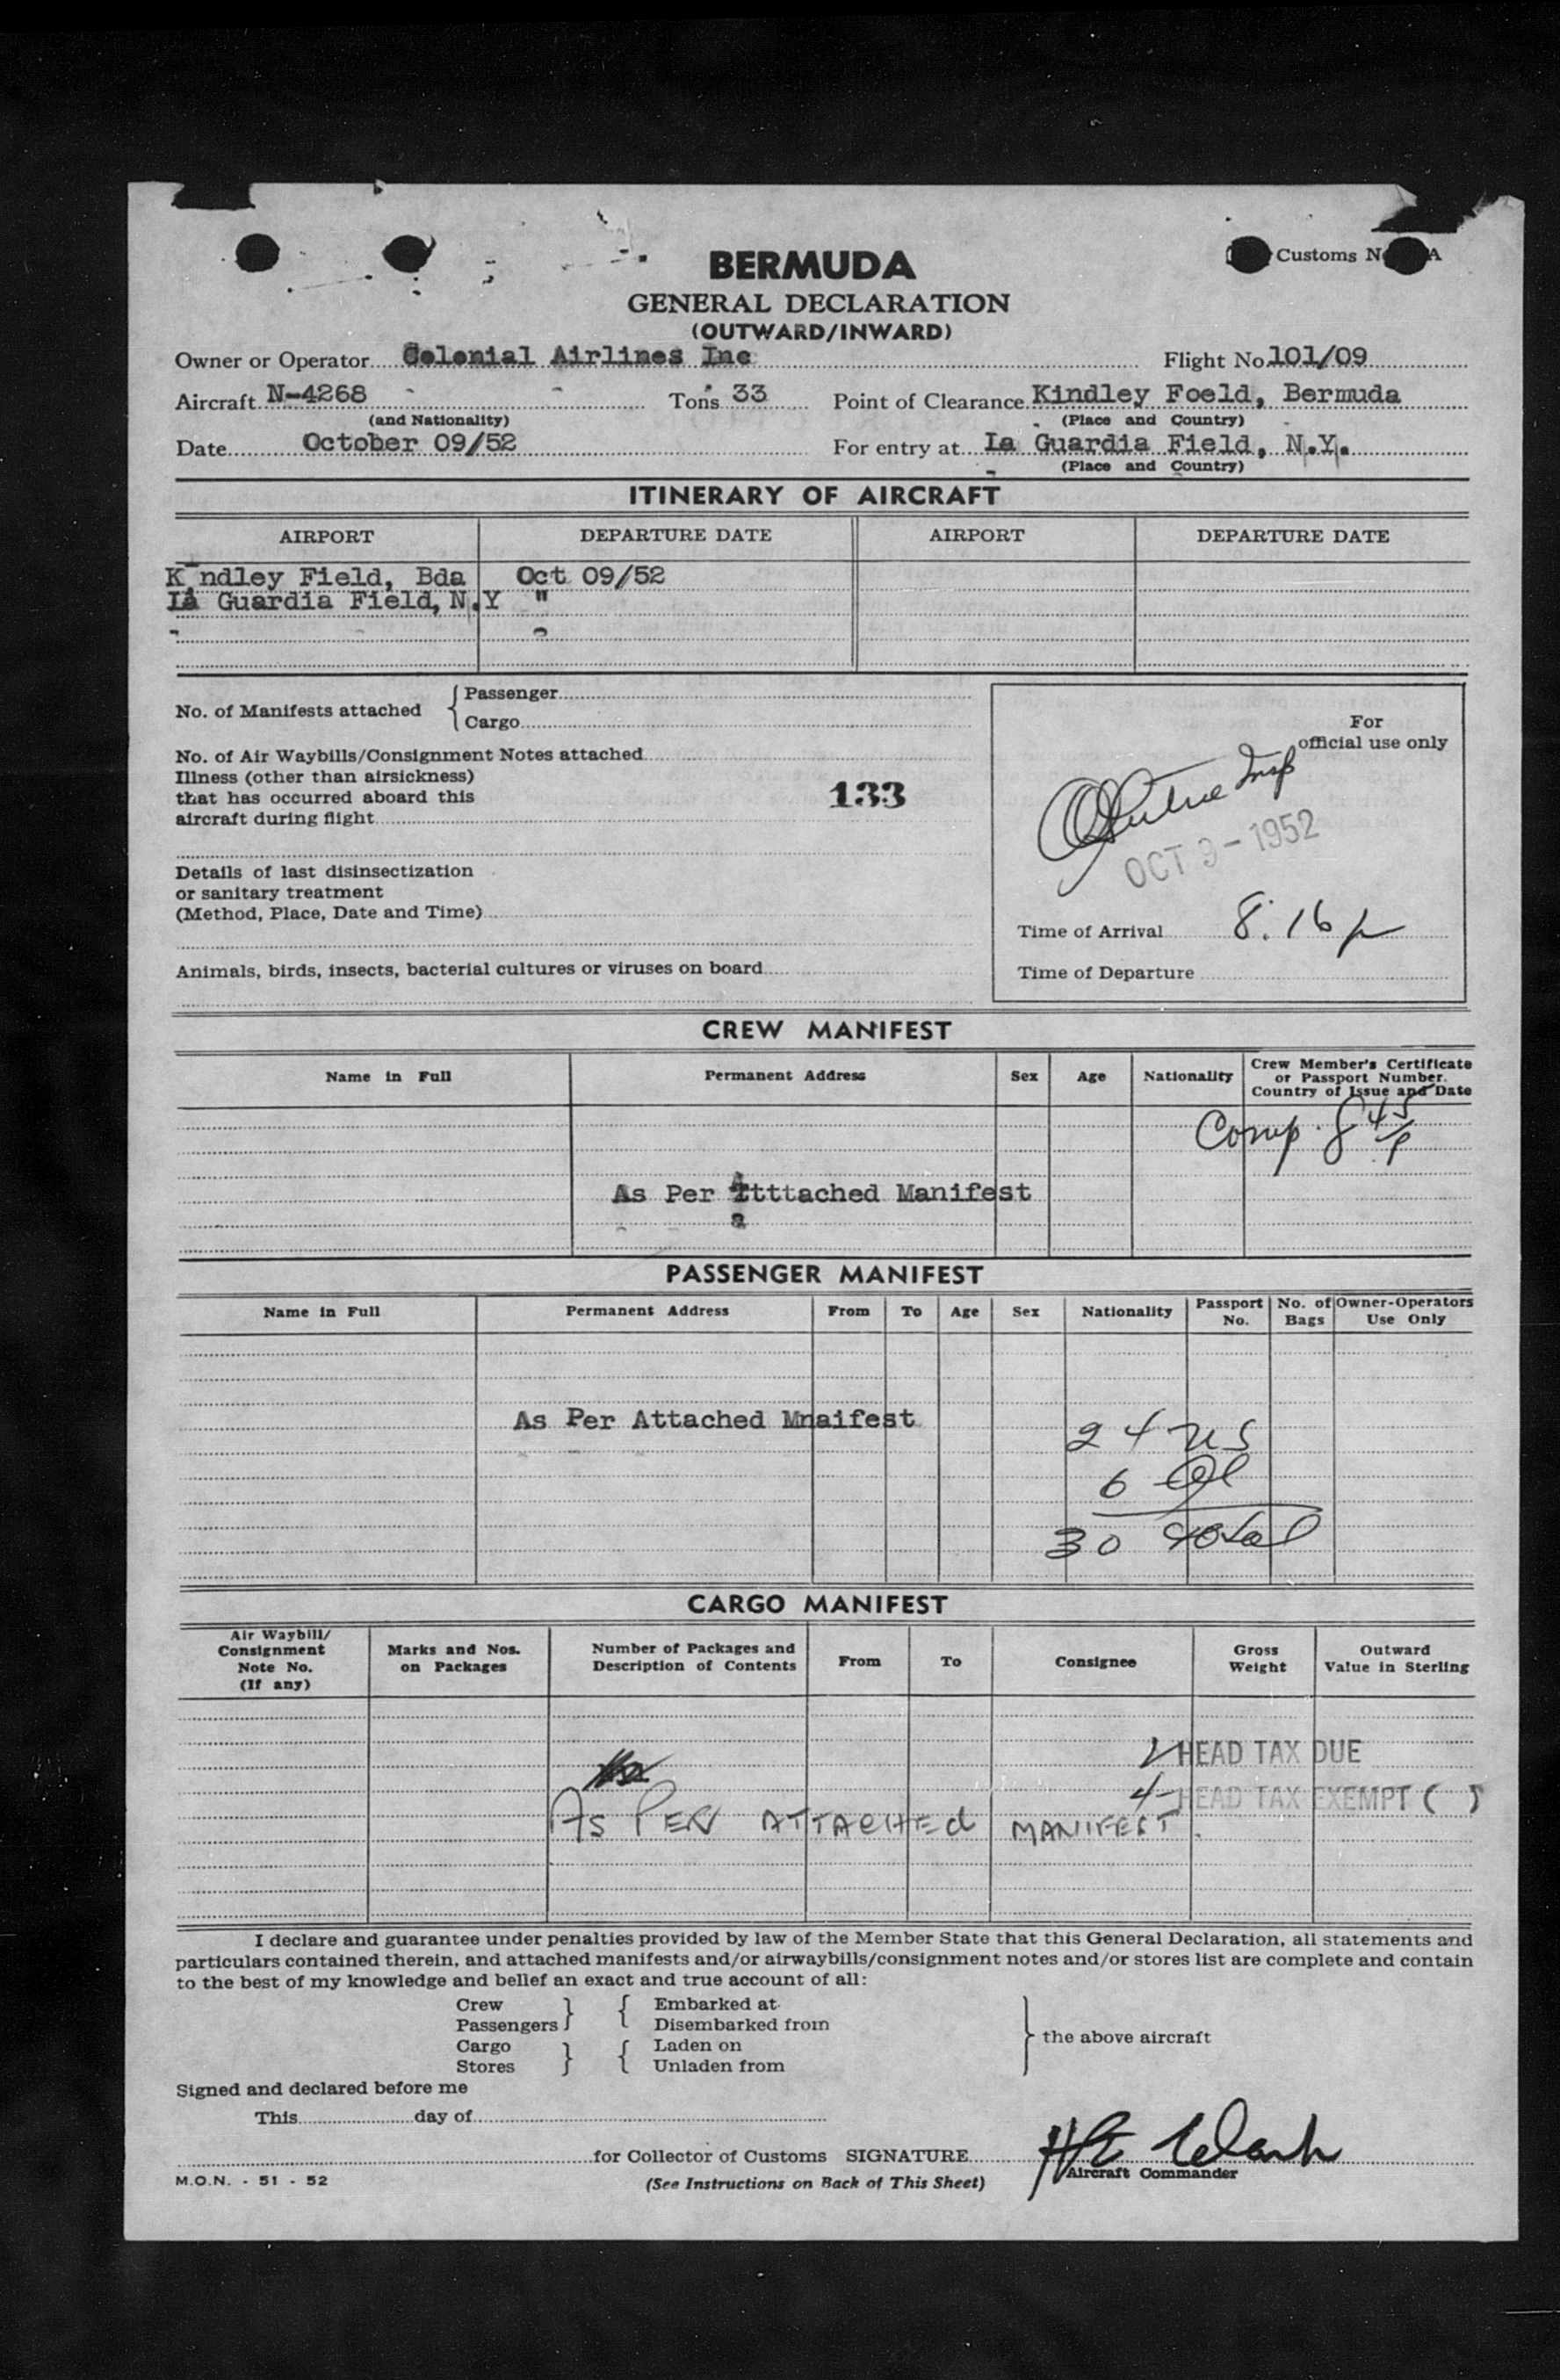 BERMUDA
Customs N A
GENERAL DECLARATION
(OUTWARD/INWARD)
Owner or Operator Colonial Airlines Inc Flight No 101/09
Aircraft N-4268 Tons 33 Point of Clearance Kindley Foeld, Bermuda
(and Nationality) (Place and Country)
Date October 09/52 For entry at La Guardia Field, N.Y.
(Place and Country)
ITINERARY OF AIRCRAFT
AIRPORT DEPARTURE DATE AIRPORT DEPARTURE DATE
K ndley Field, Bda Oct 09/52
La Guardia Field, N.Y "
No. of Manifests attached { Passenger
Cargo
For
official use only
No. of Air Waybills/Consignment Notes attached
Illness (other than airsickness)
that has occurred aboard this
aircraft during flight
133
Insp
OCT 9 - 1952
Details of last disinsectization
or sanitary treatment
(Method, Place, Date and Time)
Time of Arrival 8:16 p
Animals, birds, insects, bacterial cultures or viruses on board
Time of Departure
CREW MANIFEST
Name in Full Permanent Address Sex Age Nationality Crew Member's Certificate
or Passport Number.
Country of Issue and Date
Comp. 8 45 P
As Per Attttached Manifest
PASSENGER MANIFEST
Name in Full Permanent Address From To Age Sex Nationality Passport No. No. of Bags Owner-Operators Use Only
As Per Attached Mnaifest
24 US
6 al
30 total
CARGO MANIFEST
Air Waybill/ Consignment Note No. (If any) Marks and Nos. on Packages Number of Packages and Description of Contents From To Consignee Gross Weight Outward Value in Sterling
2 HEAD TAX DUE
4 HEAD TAX EXEMPT ( )
As PER ATTACHEd MANIFEST.
I declare and guarantee under penalties provided by law of the Member State that this General Declaration, all statements and
particulars contained therein, and attached manifests and/or airwaybills/consignment notes and/or stores list are complete and contain
to the best of my knowledge and belief an exact and true account of all:
Crew } { Embarked at
Passengers Disembarked from
} the above aircraft
Cargo } { Laden on
Stores Unladen from
Signed and declared before me
This day of
for Collector of Customs SIGNATURE
Aircraft Commander
M.O.N. - 51 - 52 (See Instructions on Back of This Sheet)